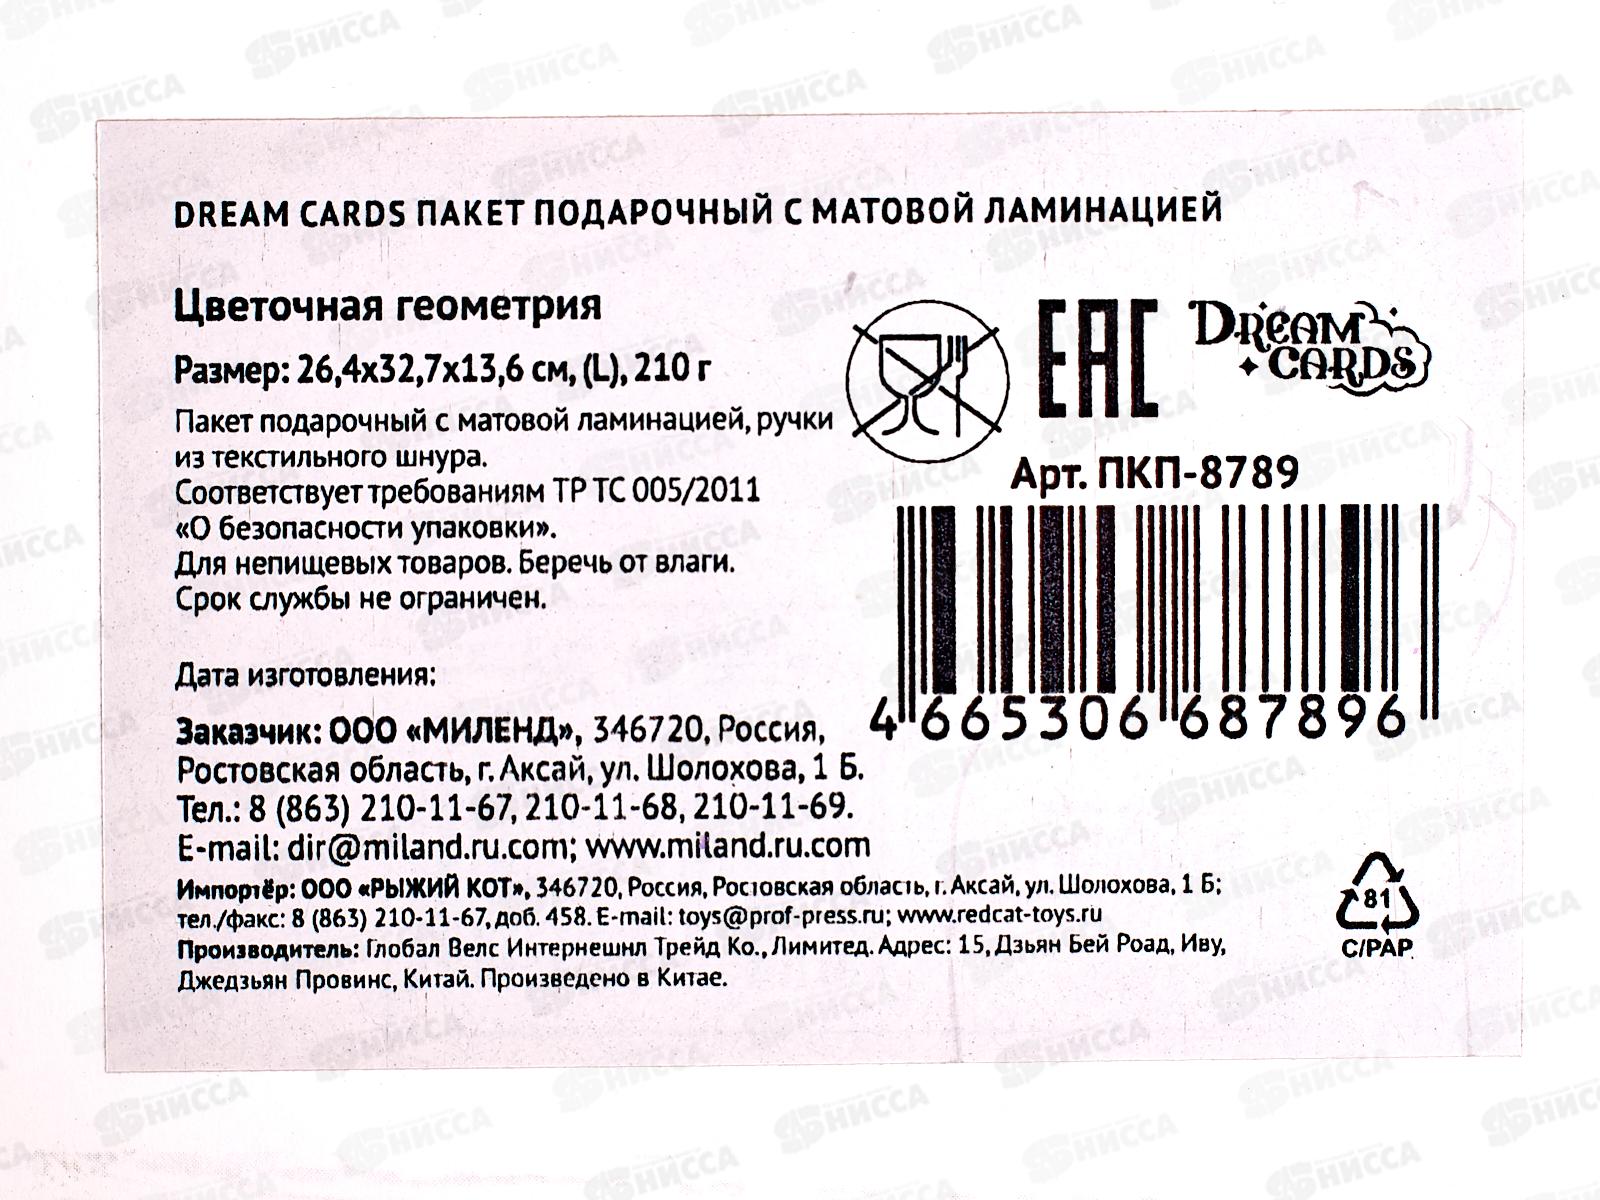 DREAM CARDS ПАКЕТ ПОДАРОЧНЫЙ С МАТОВОЙ ЛАМИНАЦИЕЙ
Цветочная геометрия
Размер: 26,4х32,7х13,6 см, (L), 210 г
Пакет подарочный с матовой ламинацией, ручки
из текстильного шнура.
Соответствует требованиям ТР ТС 005/2011
«О безопасности упаковки».
Для непищевых товаров. Беречь от влаги.
Срок службы не ограничен.
EAC
DREAM
CARDS
Арт. ПКП-8789
4 665306 687896
Дата изготовления:
Заказчик: ООО «МИЛЕНД», 346720, Россия,
Ростовская область, г. Аксай, ул. Шолохова, 1 Б.
Тел.: 8 (863) 210-11-67, 210-11-68, 210-11-69.
E-mail: dir@miland.ru.com; www.miland.ru.com
Импортёр: ООО «РЫЖИЙ КОТ», 346720, Россия, Ростовская область, г. Аксай, ул. Шолохова, 1 Б;
тел./факс: 8 (863) 210-11-67, доб. 458. E-mail: toys@prof-press.ru; www.redcat-toys.ru
Производитель: Глобал Велс Интернешнл Трейд Ко., Лимитед. Адрес: 15, Дзьян Бей Роад, Иву,
Джедзьян Провинс, Китай. Произведено в Китае.
81
C/PAP
НИССА